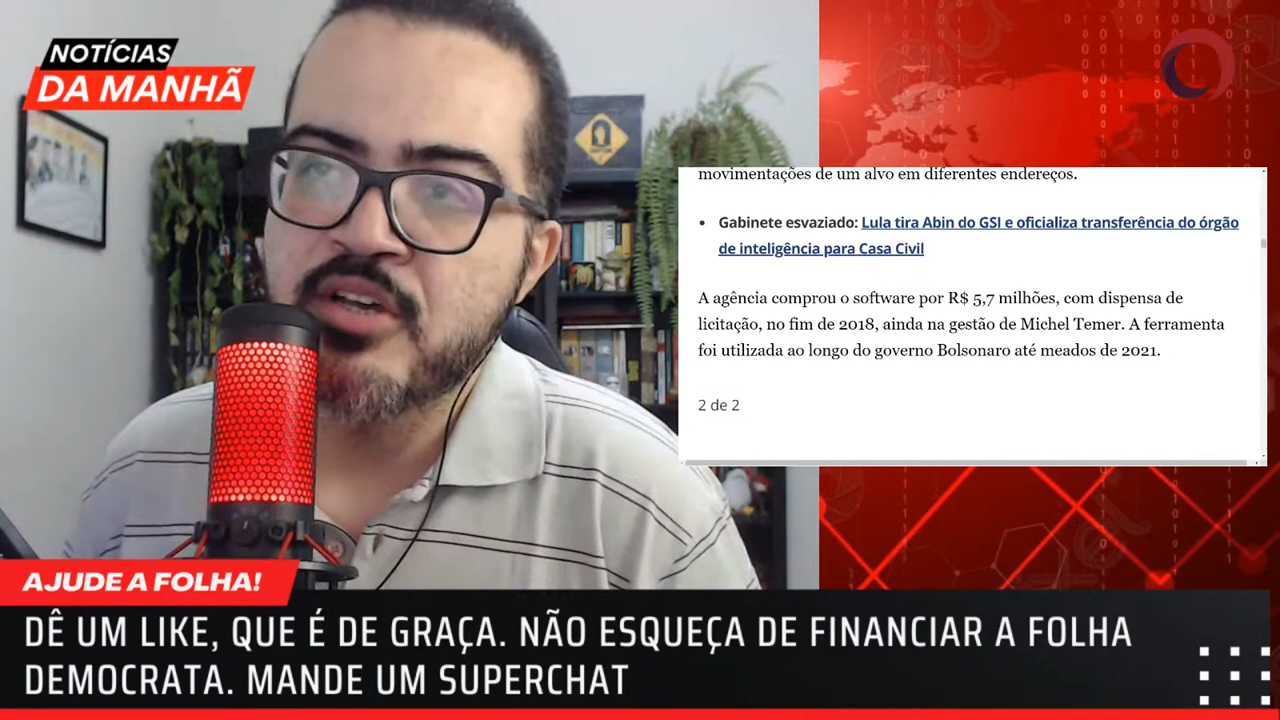 NOTÍCIAS
DA MANHÃ
movimentações de um alvo em diferentes endereços.
• Gabinete esvaziado: Lula tira Abin do GSI e oficializa transferência do órgão
de inteligência para Casa Civil
A agência comprou o software por R$ 5,7 milhões, com dispensa de
licitação, no fim de 2018, ainda na gestão de Michel Temer. A ferramenta
foi utilizada ao longo do governo Bolsonaro até meados de 2021.
2 de 2
AJUDE A FOLHA!
DÊ UM LIKE, QUE É DE GRAÇA. NÃO ESQUEÇA DE FINANCIAR A FOLHA
DEMOCRATA. MANDE UM SUPERCHAT